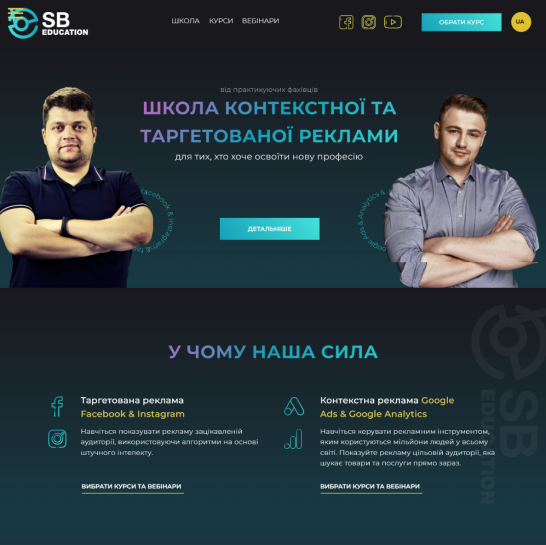 SB
EDUCATION
ШКОЛА КУРСИ ВЕБІНАРИ
ОБРАТИ КУРС
UA
від практикуючих фахівців
ШКОЛА КОНТЕКСТНОЇ ТА
ТАРГЕТОВАНОЇ РЕКЛАМИ
для тих, хто хоче освоїти нову професію
facebook & Instagram
Ads & Analytics &
ДЕТАЛЬНІШЕ
У ЧОМУ НАША СИЛА
Таргетована реклама
Facebook & Instagram
Навчіться показувати рекламу зацікавленій
аудиторії, використовуючи алгоритми на основі
штучного інтелекту.
ВИБРАТИ КУРСИ ТА ВЕБІНАРИ
Контекстна реклама Google
Ads & Google Analytics
Навчіться керувати рекламним інструментом,
яким користуються мільйони людей у всьому
світі. Показуйте рекламу цільовій аудиторії, яка
шукає товари та послуги прямо зараз.
ВИБРАТИ КУРСИ ТА ВЕБІНАРИ
SB
EDUCATION